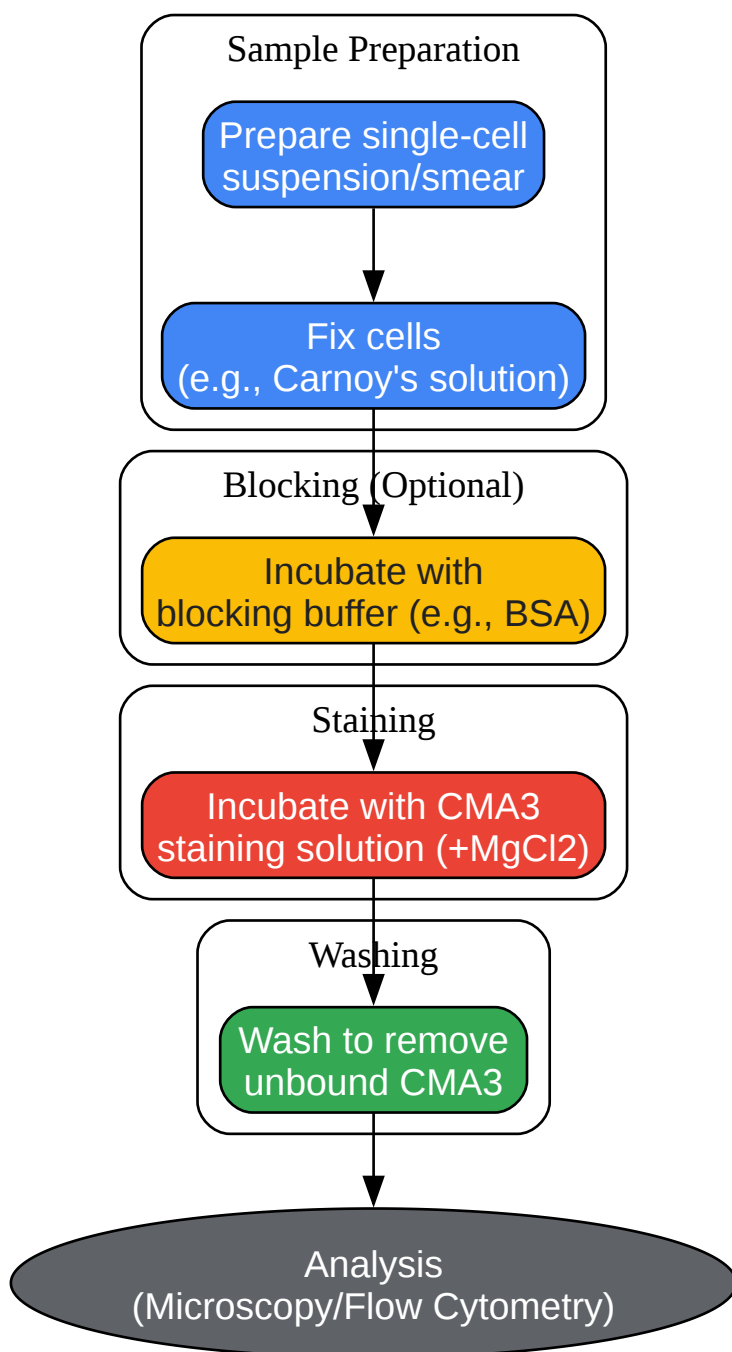 Sample Preparation
Prepare single-cell
suspension/smear
Fix cells
(e.g., Carnoy's solution)
Blocking (Optional)
Incubate with
blocking buffer (e.g., BSA)
Staining
Incubate with CMA3
staining solution (+MgCl2)
Washing
Wash to remove
unbound CMA3
Analysis
(Microscopy/Flow Cytometry)